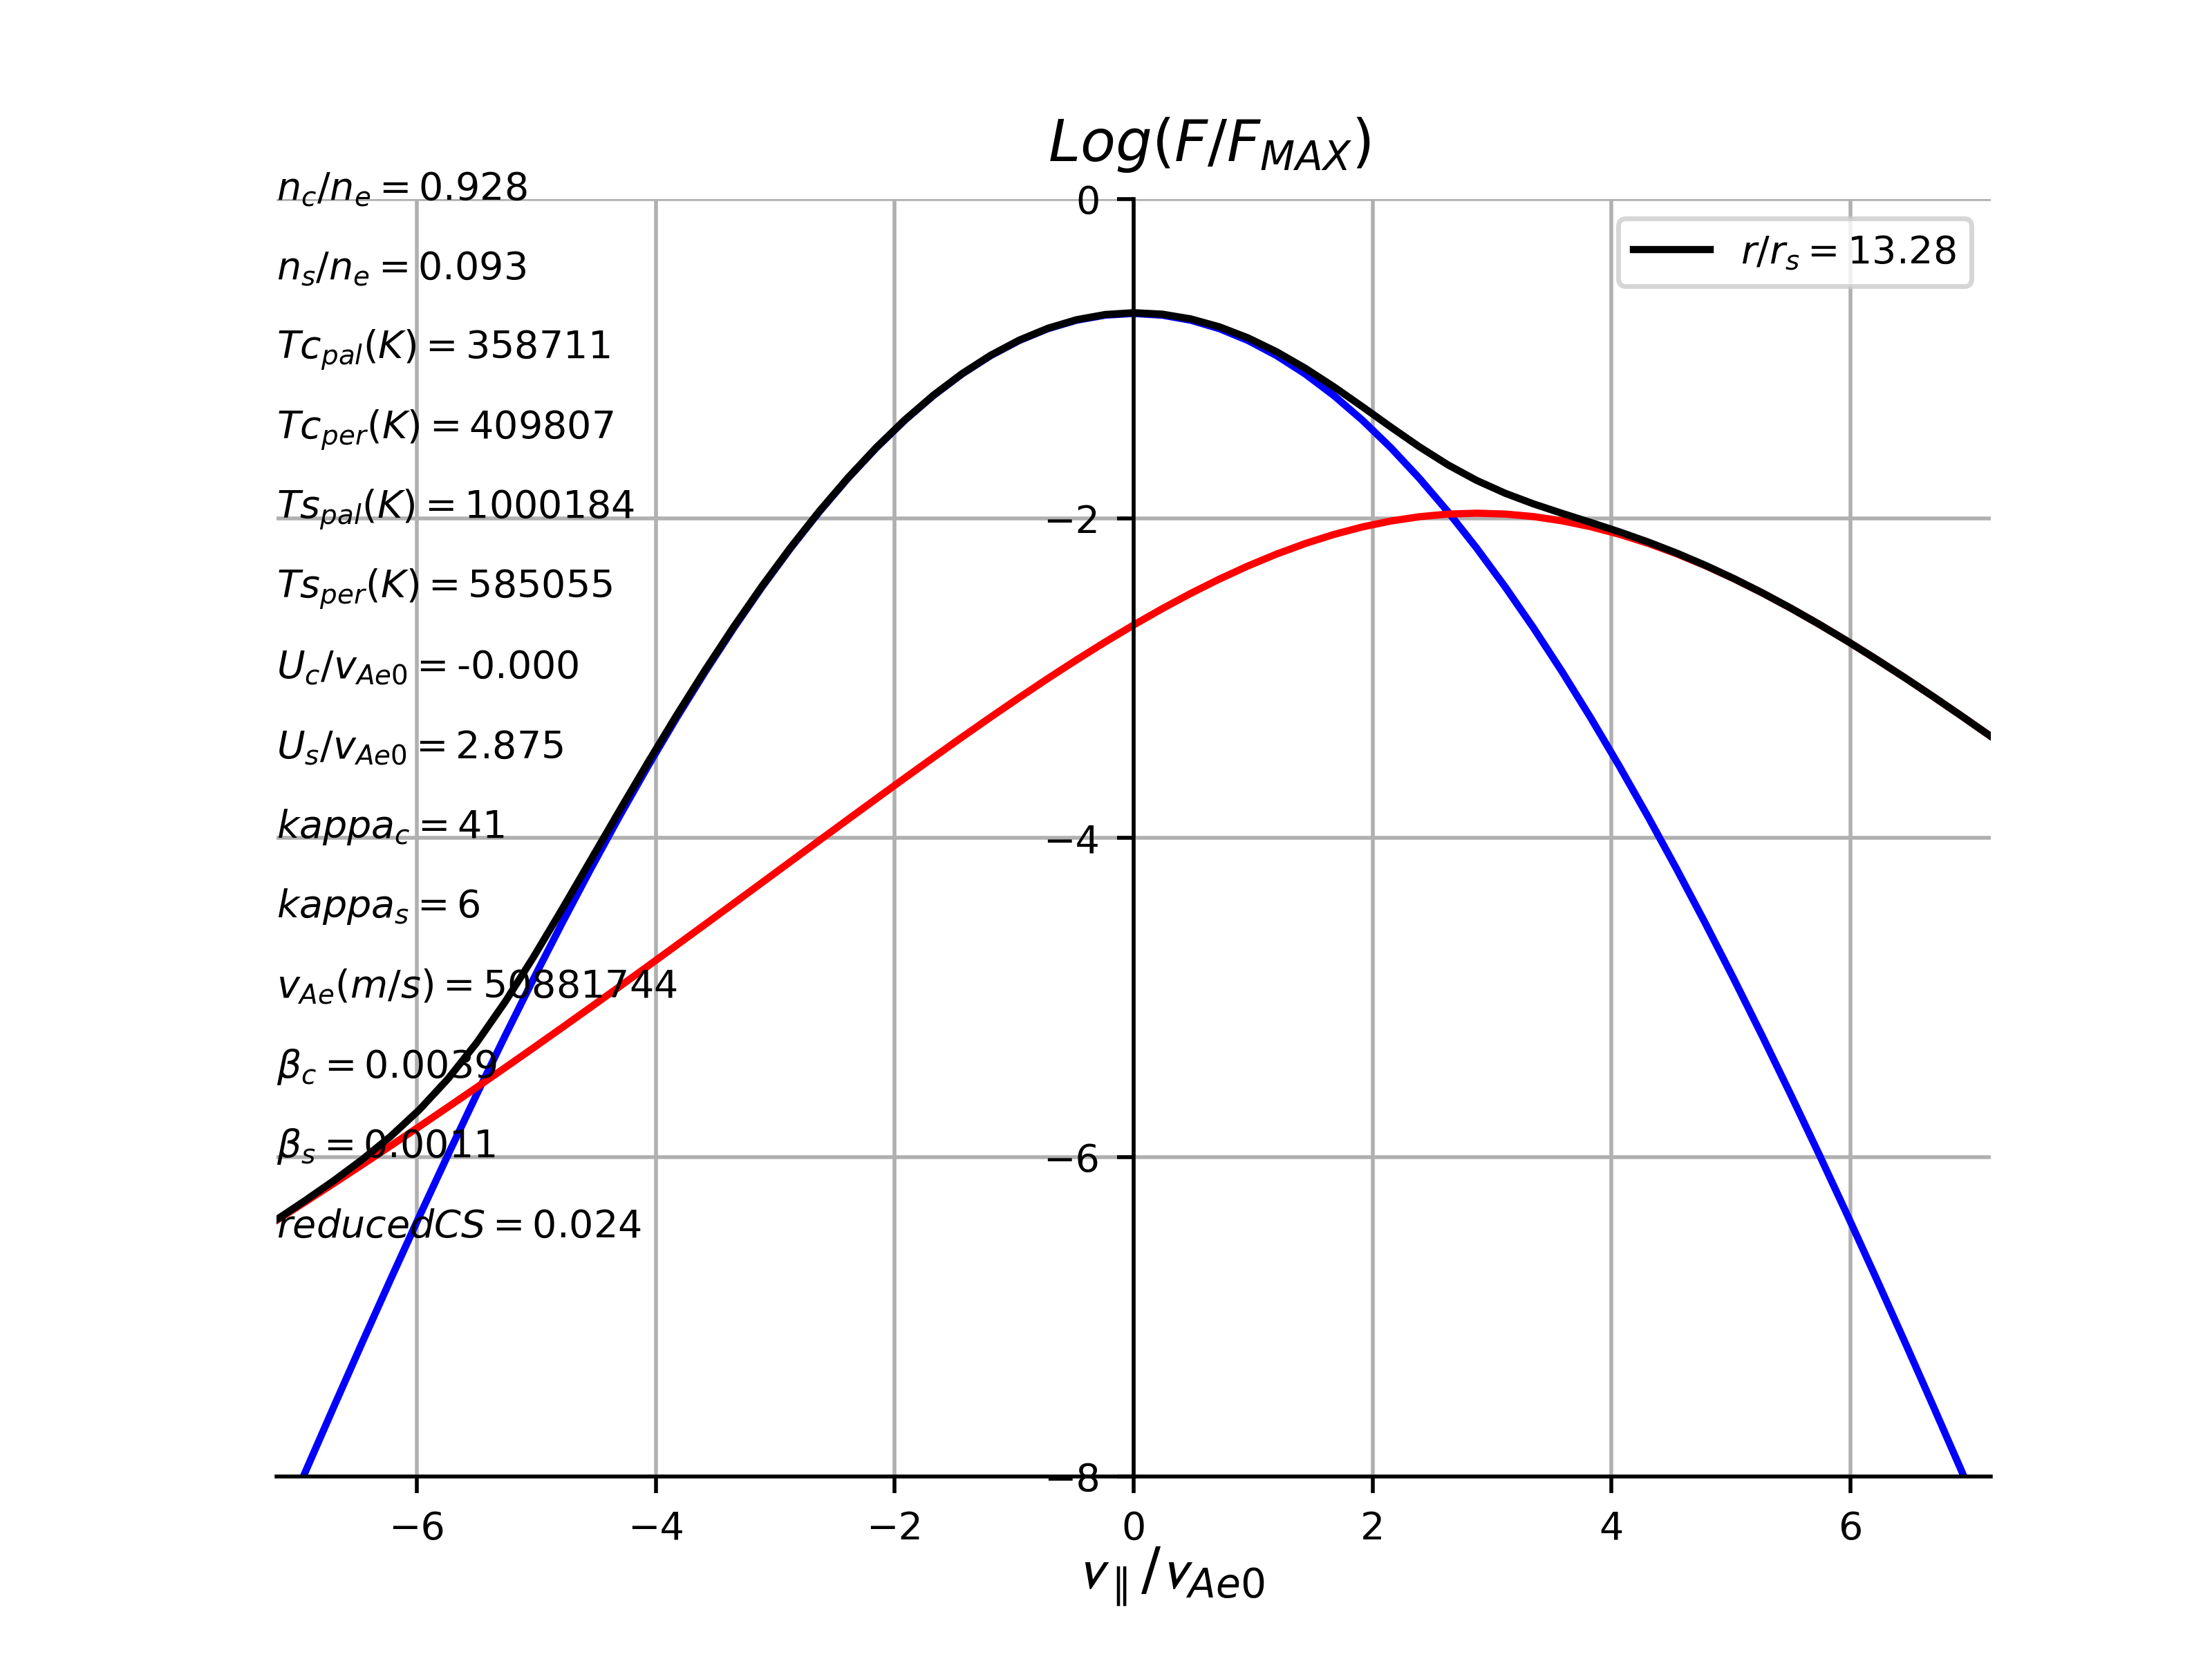 Log(F/F_MAX)
n_c/n_e = 0.928
n_s/n_e = 0.093
Tc_pal(K) = 358711
Tc_per(K) = 409807
Ts_pal(K) = 1000184
Ts_per(K) = 585055
U_c/v_Ae0 = -0.000
U_s/v_Ae0 = 2.875
kappa_c = 41
kappa_s = 6
v_Ae(m/s) = 50881744
β_c = 0.0039
β_s = 0.0011
reducedCS = 0.024
r/r_s = 13.28
0
−2
−4
−6
−8
−6 −4 −2 0 2 4 6
v_∥/v_Ae0